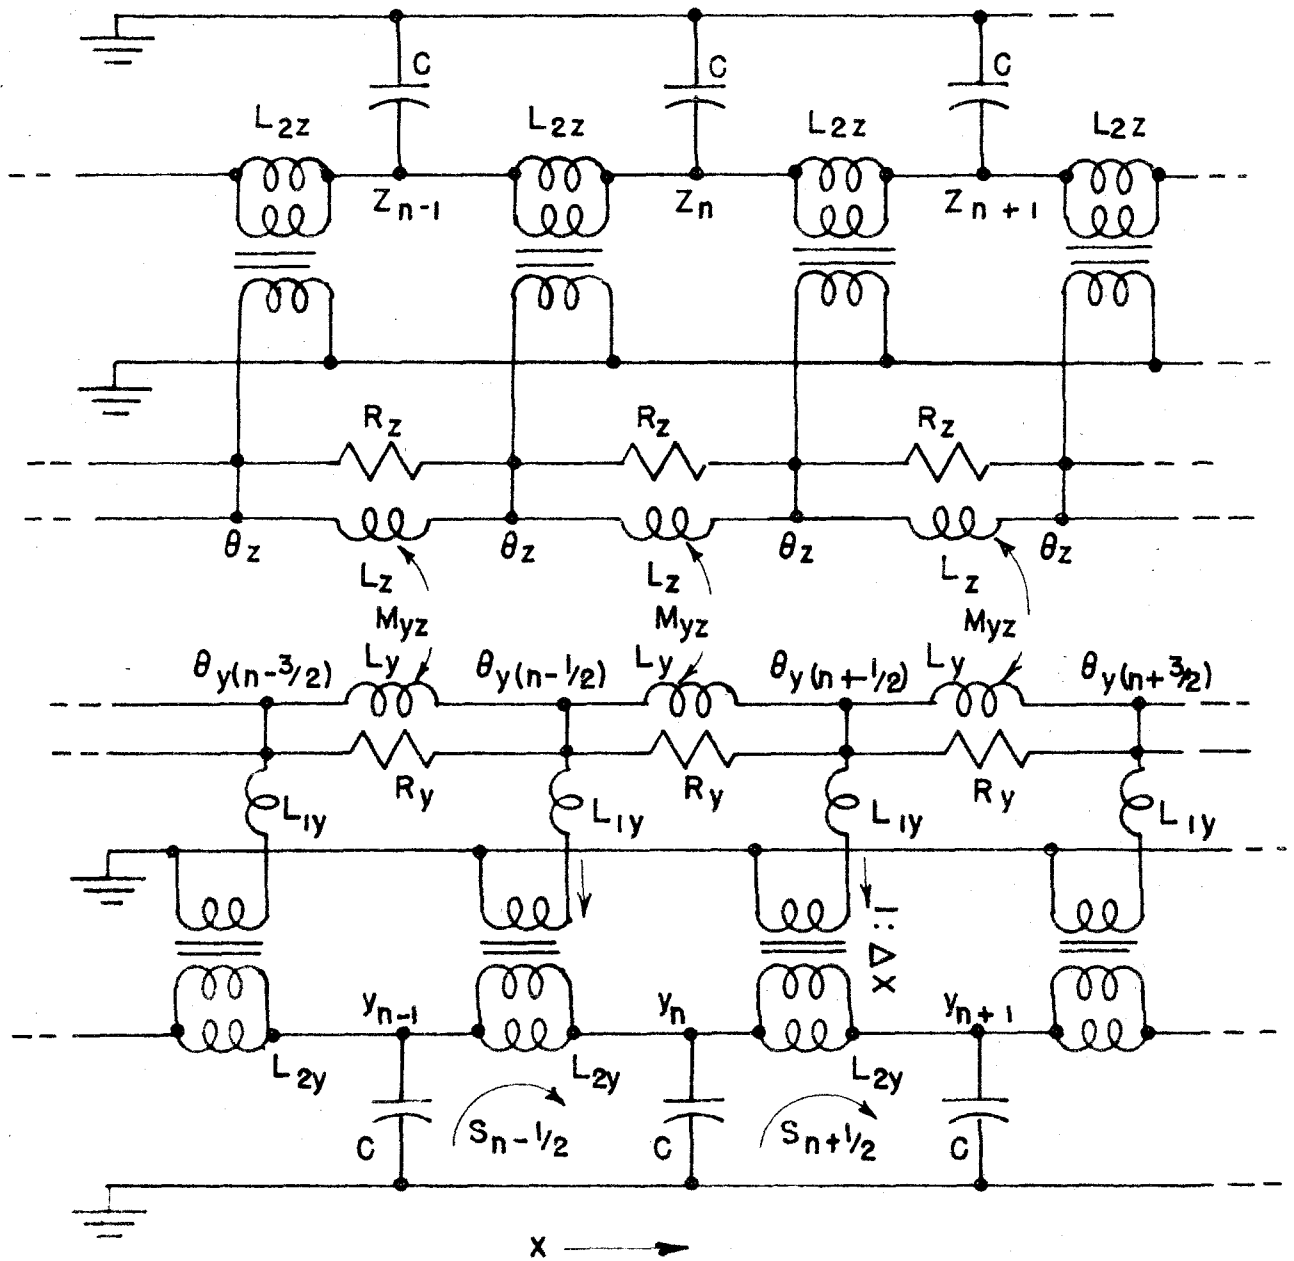 C C C
L2z L2z L2z L2z
Zn-1 Zn Zn+1
Rz Rz Rz
θz θz θz θz
Lz Lz Lz
Myz Myz Myz
Ly Ly Ly
θy(n-3/2) θy(n-1/2) θy(n+1/2) θy(n+3/2)
Ry Ry Ry
L1y L1y L1y L1y
1:Δx
yn-1 yn yn+1
L2y L2y L2y
C Sn-1/2 C Sn+1/2 C
x